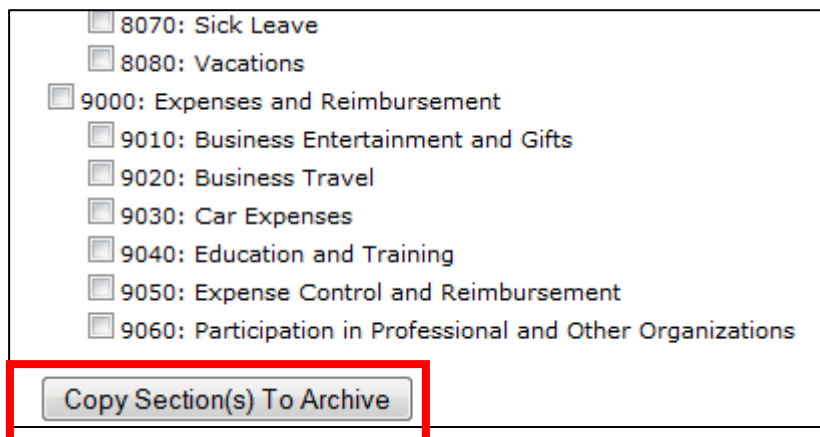 8070: Sick Leave
8080: Vacations
9000: Expenses and Reimbursement
9010: Business Entertainment and Gifts
9020: Business Travel
9030: Car Expenses
9040: Education and Training
9050: Expense Control and Reimbursement
9060: Participation in Professional and Other Organizations
Copy Section(s) To Archive